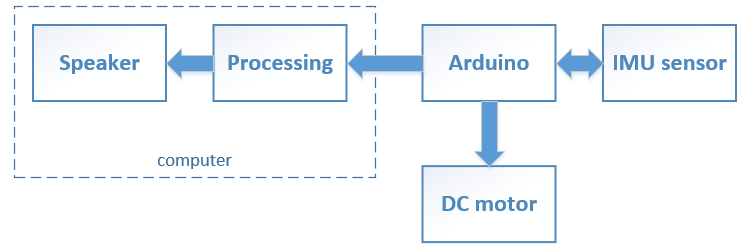 Speaker
Processing
Arduino
IMU sensor
computer
DC motor